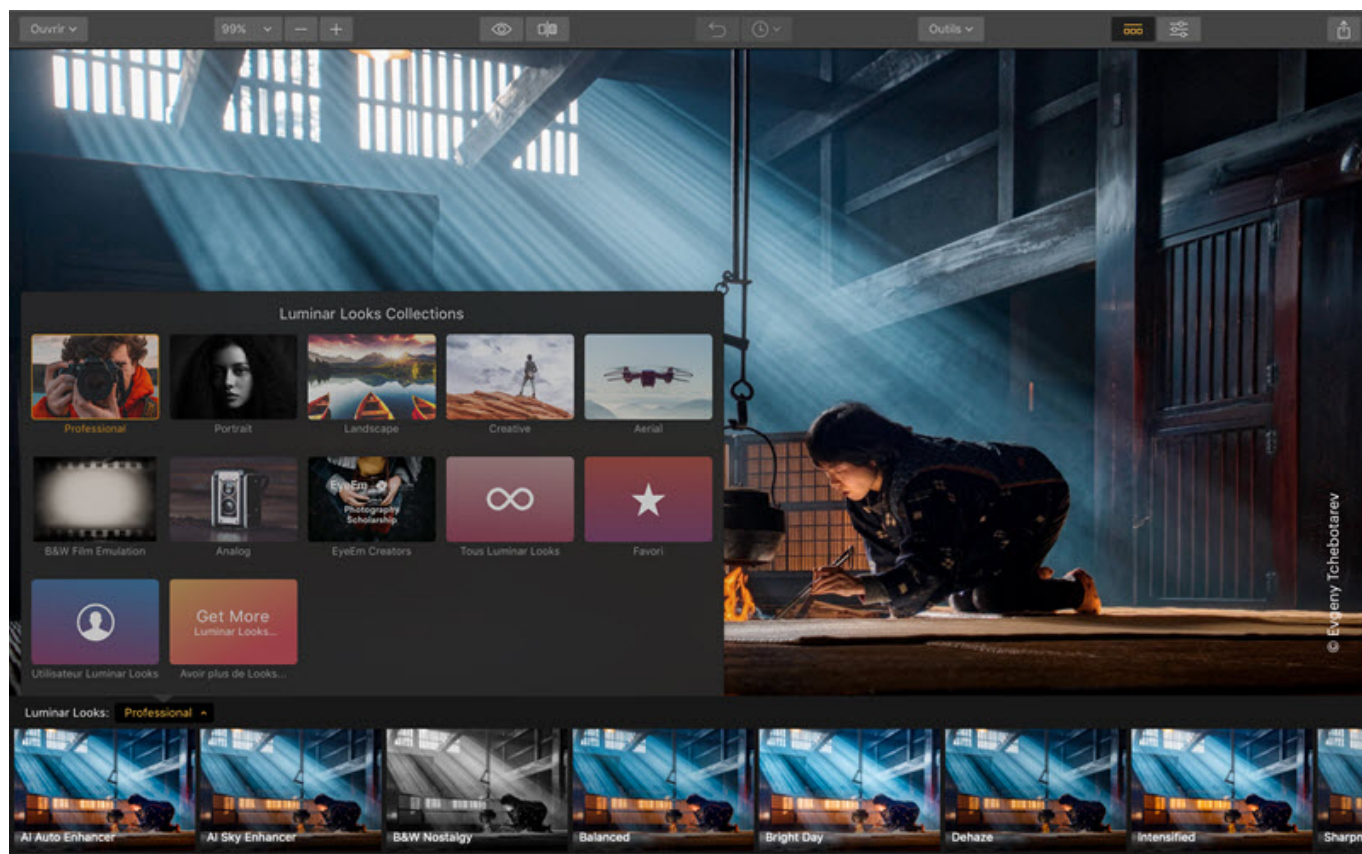 Ouvrir
99%
Outils
Luminar Looks Collections
Professional
Portrait
Landscape
Creative
Aerial
EyeEm
Photography
Scholarship
B&W Film Emulation
Analog
EyeEm Creators
Tous Luminar Looks
Favori
Get More
Luminar Looks...
Utilisateur Luminar Looks
Avoir plus de Looks...
© Evgeny Tchebotarev
Luminar Looks: Professional
AI Auto Enhancer
AI Sky Enhancer
B&W Nostalgy
Balanced
Bright Day
Dehaze
Intensified